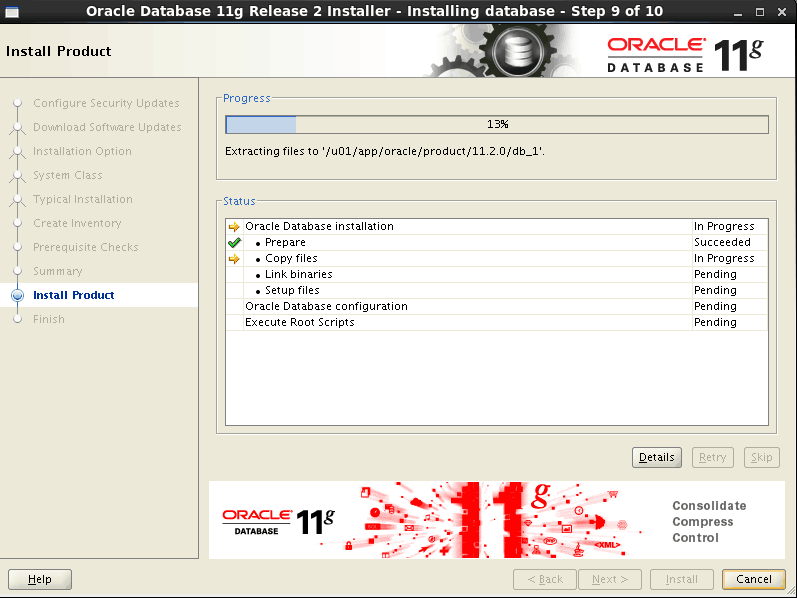 Oracle Database 11g Release 2 Installer - Installing database - Step 9 of 10
Install Product
ORACLE
DATABASE
11g
Configure Security Updates
Download Software Updates
Installation Option
System Class
Typical Installation
Create Inventory
Prerequisite Checks
Summary
Install Product
Finish
Progress
13%
Extracting files to '/u01/app/oracle/product/11.2.0/db_1'.
Status
Oracle Database installation In Progress
Prepare Succeeded
Copy files In Progress
Link binaries Pending
Setup files Pending
Oracle Database configuration Pending
Execute Root Scripts Pending
Details Retry Skip
ORACLE
DATABASE
11g
11g
<XML>
Consolidate
Compress
Control
Help < Back Next > Install Cancel